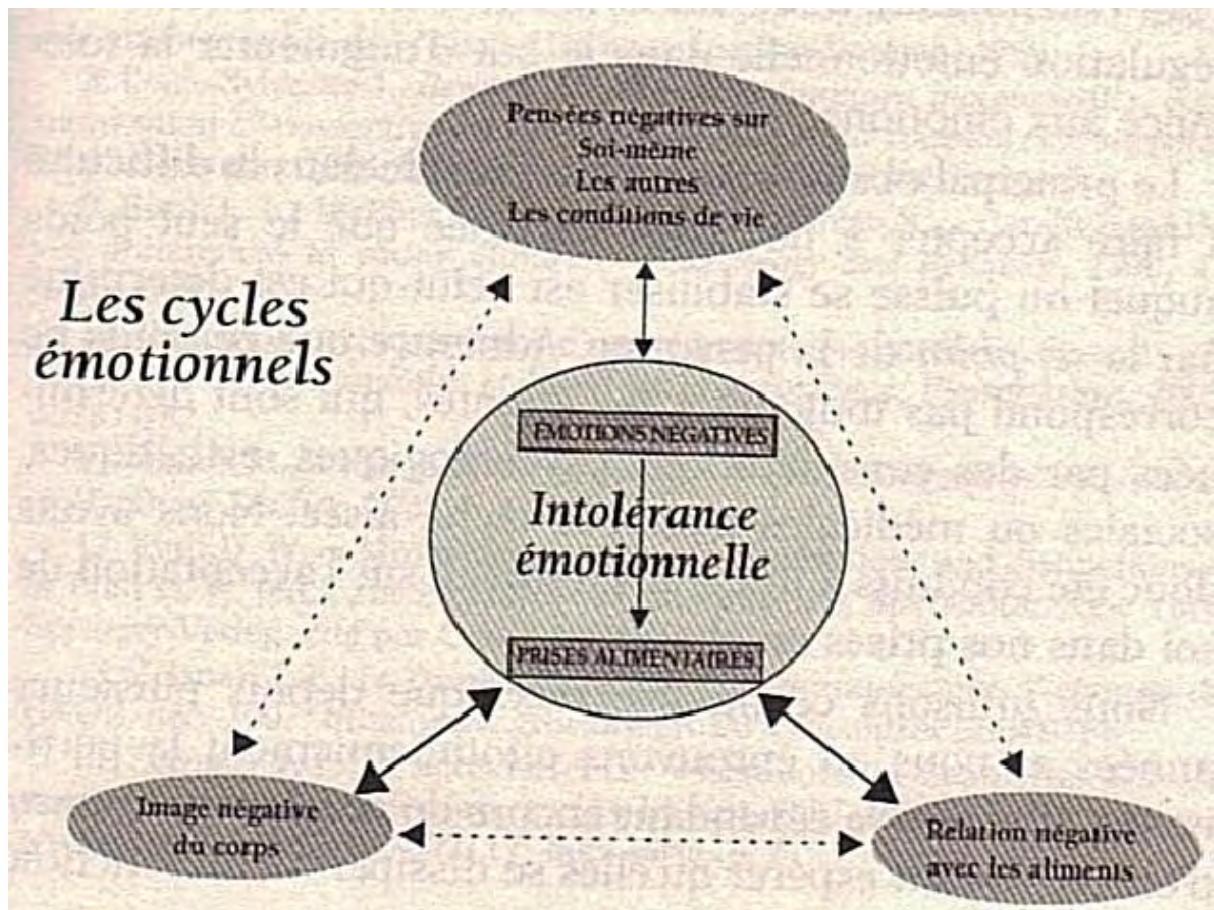 Pensées négatives sur
Soi-même
Les autres
Les conditions de vie
Les cycles
émotionnels
ÉMOTIONS NÉGATIVES
Intolérance
émotionnelle
PRISES ALIMENTAIRES
Image négative
du corps
Relation négative
avec les aliments